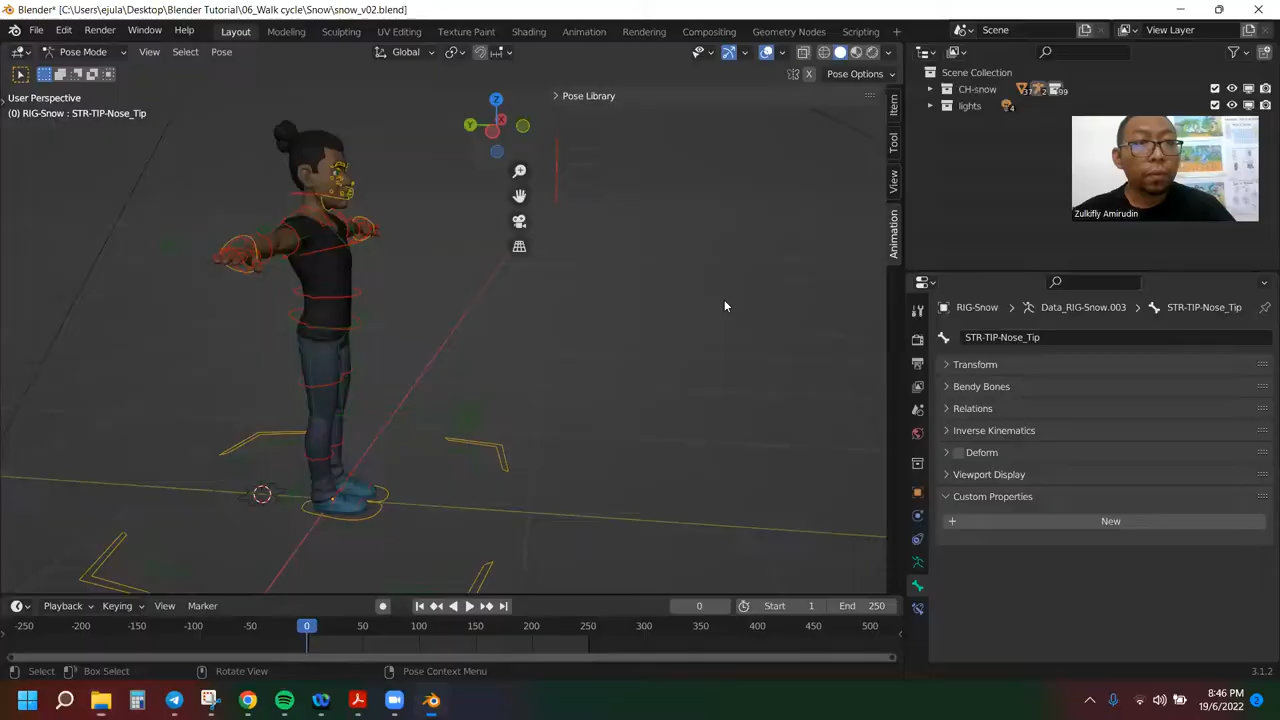 Blender* [C:\Users\ejula\Desktop\Blender Tutorial\06_Walk cycle\Snow\snow_v02.blend]
File Edit Render Window Help Layout Modeling Sculpting UV Editing Texture Paint Shading Animation Rendering Compositing Geometry Nodes Scripting + Scene View Layer
Pose Mode View Select Pose Global
X Pose Options
User Perspective
(0) RIG-Snow : STR-TIP-Nose_Tip
Pose Library
Z
Y
X
Item
Tool
View
Animation
Scene Collection
CH-snow 37 2 99
lights 4
Zulkifly Amirudin
RIG-Snow > Data_RIG-Snow.003 > STR-TIP-Nose_Tip
STR-TIP-Nose_Tip
Transform
Bendy Bones
Relations
Inverse Kinematics
Deform
Viewport Display
Custom Properties
+ New
Playback Keying View Marker 0 Start 1 End 250
-250 -200 -150 -100 -50 0 50 100 150 200 250 300 350 400 450 500
Select Box Select Rotate View Pose Context Menu 3.1.2
8:46 PM
19/6/2022
2